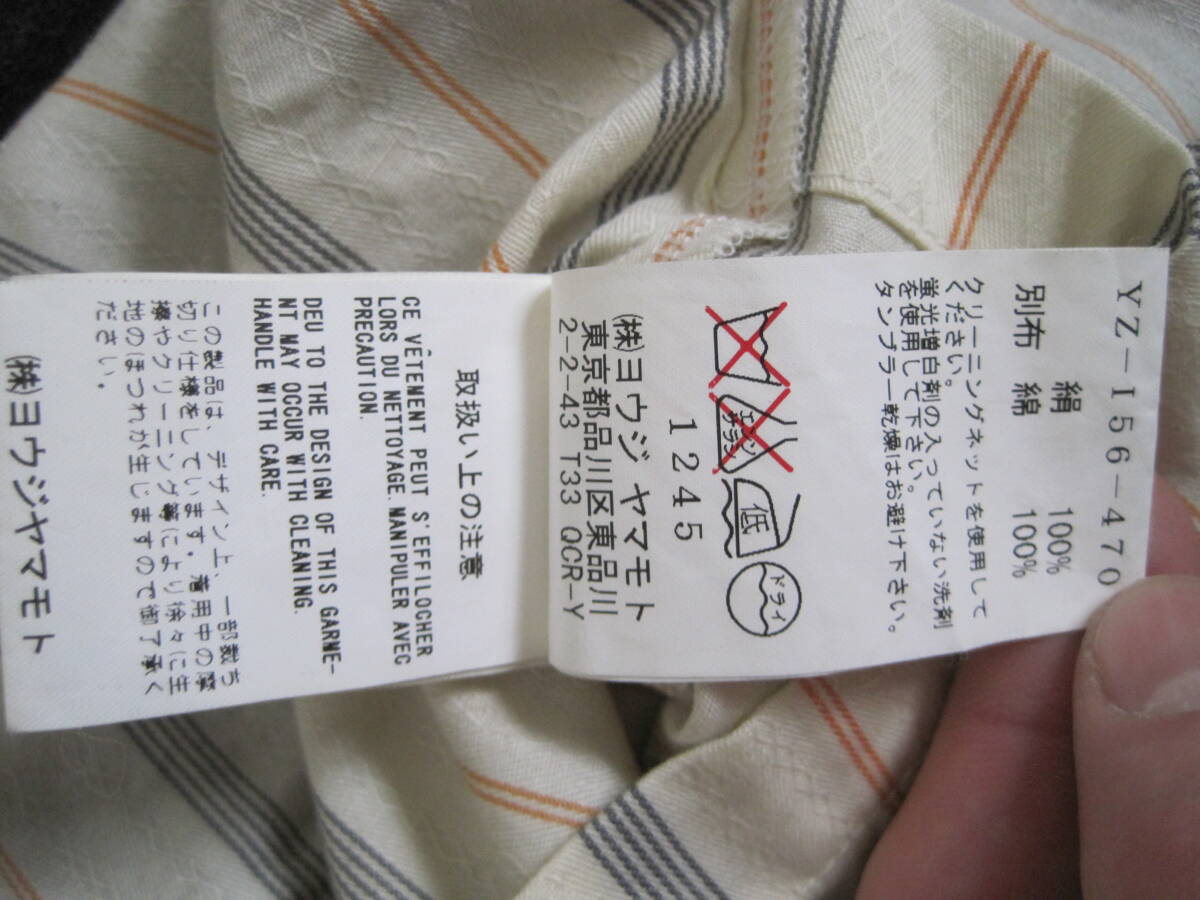 YZ-I56-470
絹 100%
別布 綿 100%
クリーニングネットを使用して
ください。
蛍光増白剤の入っていない洗剤
を使用して下さい。
タンブラー乾燥はお避け下さい。
エンソ
サラシ
低
ドライ
1245
㈱ヨウジ ヤマモト
東京都品川区東品川
2-2-43 T33 QCR-Y
取扱い上の注意
CE VÊTEMENT PEUT S'EFFILOCHER
LORS DU NETTOYAGE. MANIPULER AVEC
PRECAUTION.
DEU TO THE DESIGN OF THIS GARNE-
NT MAY OCCUR WITH CLEANING.
HANDLE WITH CARE.
この製品は、デザイン上、一部裁ち
切り仕様をしています。着用中の摩
擦やクリーニング等により徐々に生
地のほつれが生じますので御了承く
ださい。
㈱ヨウジヤマモト